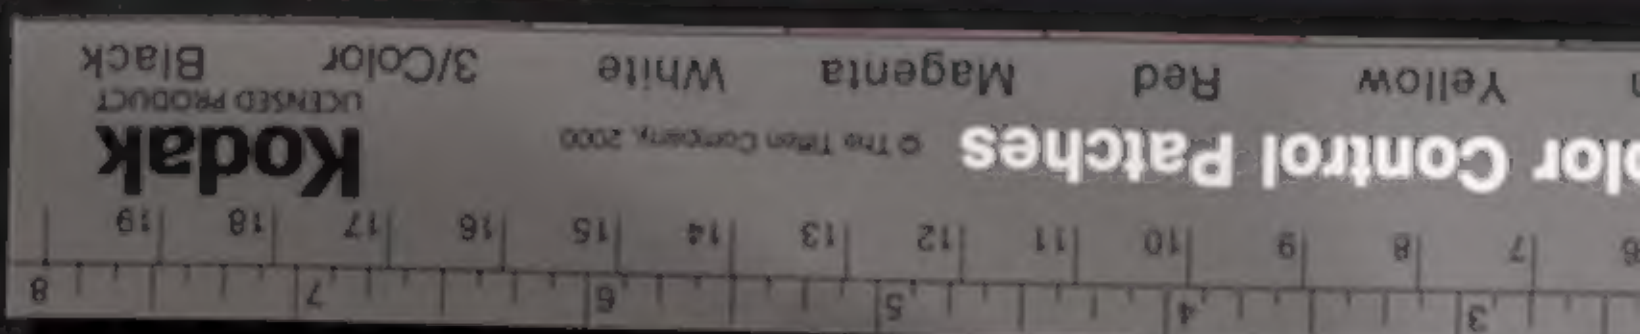 3 4 5 6 7 8
6 7 8 9 10 11 12 13 14 15 16 17 18 19
olor Control Patches © The Tiffen Company, 2000 Kodak
LICENSED PRODUCT
Yellow Red Magenta White 3/Color Black